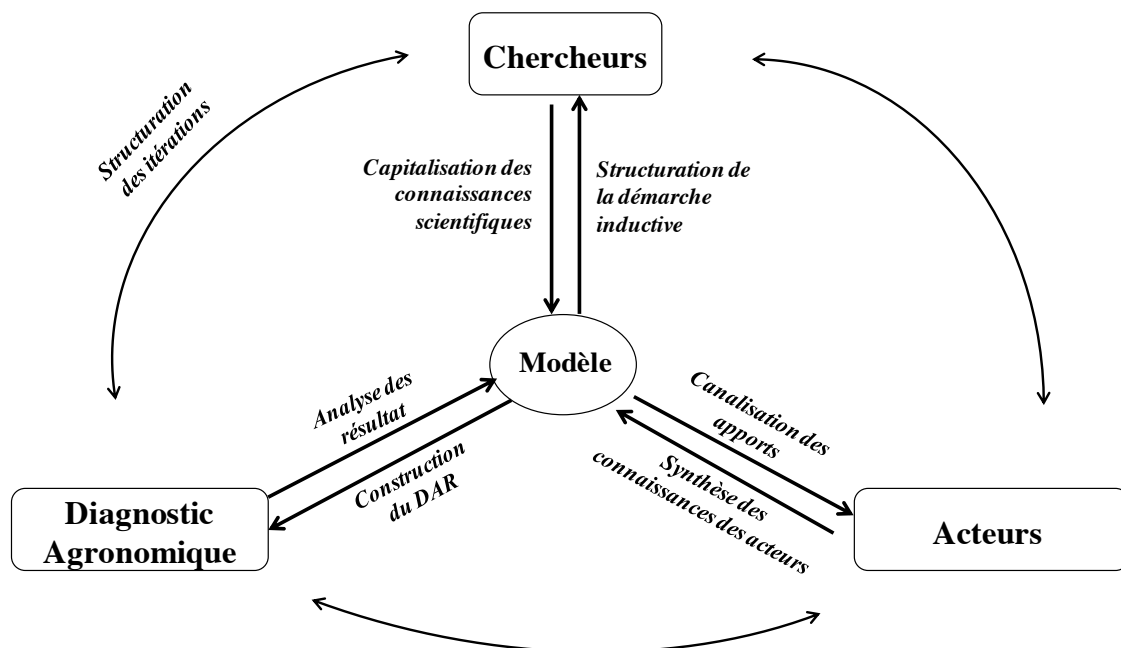 Chercheurs
Structuration
des itérations
Capitalisation des
connaissances
scientifiques
Structuration de
la démarche
inductive
Modèle
Analyse des
résultat
Construction
du DAR
Canalisation des
apports
Synthèse des
connaissances des acteurs
Diagnostic
Agronomique
Acteurs